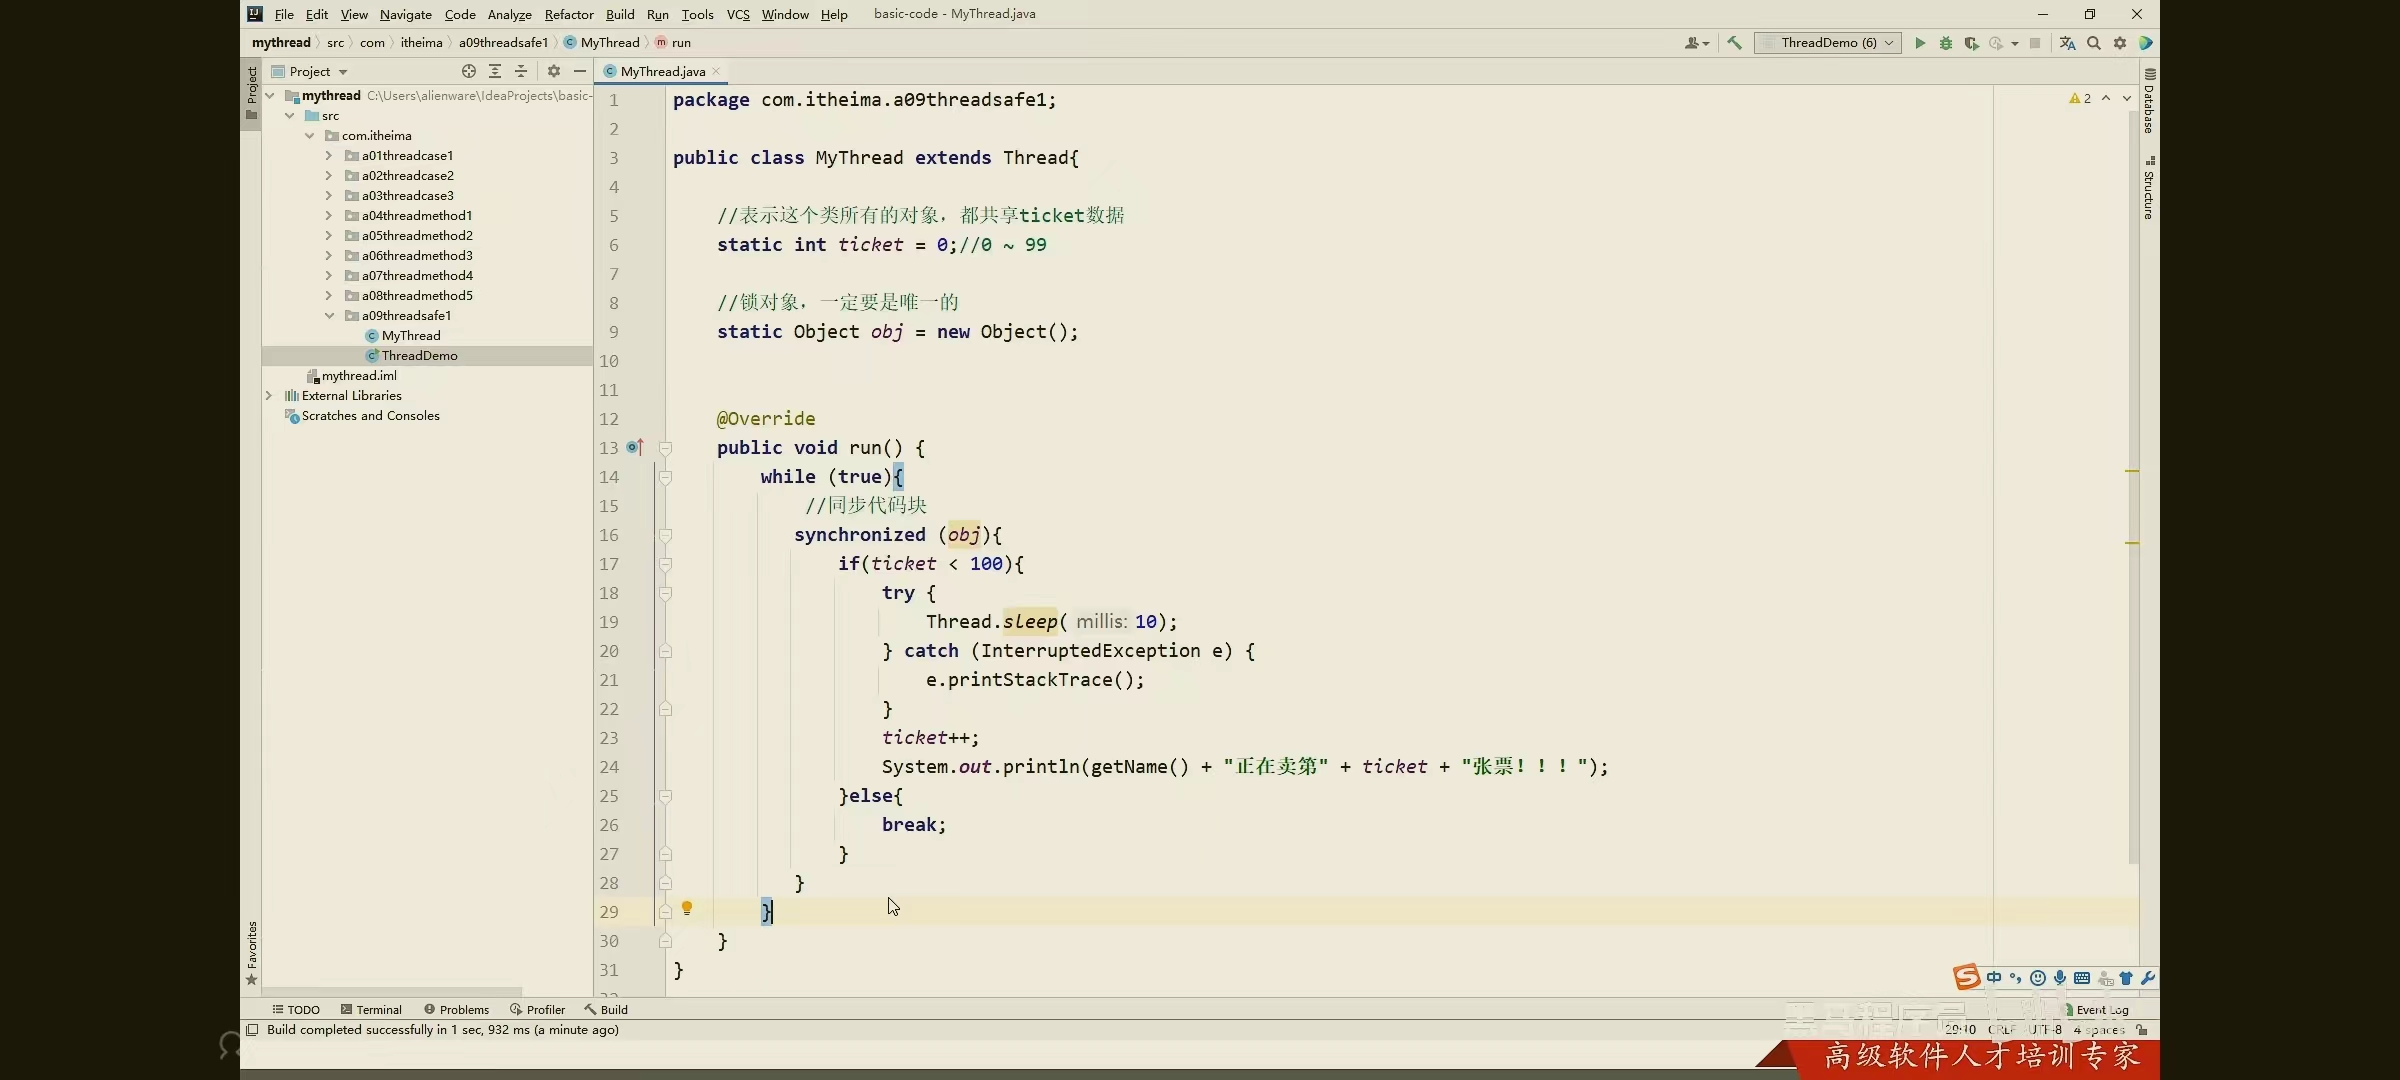 File Edit View Navigate Code Analyze Refactor Build Run Tools VCS Window Help basic-code - MyThread.java
mythread src com itheima a09threadsafe1 MyThread run ThreadDemo (6)
Project
Project
MyThread.java
mythread C:\Users\alienware\IdeaProjects\basic-
src
com.itheima
a01threadcase1
a02threadcase2
a03threadcase3
a04threadmethod1
a05threadmethod2
a06threadmethod3
a07threadmethod4
a08threadmethod5
a09threadsafe1
MyThread
ThreadDemo
mythread.iml
External Libraries
Scratches and Consoles
Favorites
1 package com.itheima.a09threadsafe1;
2
3 public class MyThread extends Thread{
4
5 //表示这个类所有的对象，都共享ticket数据
6 static int ticket = 0;//0 ~ 99
7
8 //锁对象，一定要是唯一的
9 static Object obj = new Object();
10
11
12 @Override
13 public void run() {
14 while (true){
15 //同步代码块
16 synchronized (obj){
17 if(ticket < 100){
18 try {
19 Thread.sleep( millis: 10);
20 } catch (InterruptedException e) {
21 e.printStackTrace();
22 }
23 ticket++;
24 System.out.println(getName() + "正在卖第" + ticket + "张票！！！");
25 }else{
26 break;
27 }
28 }
29 }
30 }
31 }
2
Database
Structure
中
TODO Terminal Problems Profiler Build Event Log
Build completed successfully in 1 sec, 932 ms (a minute ago) 29:10 CRLF UTF-8 4 spaces
黑马程序员
高级软件人才培训专家